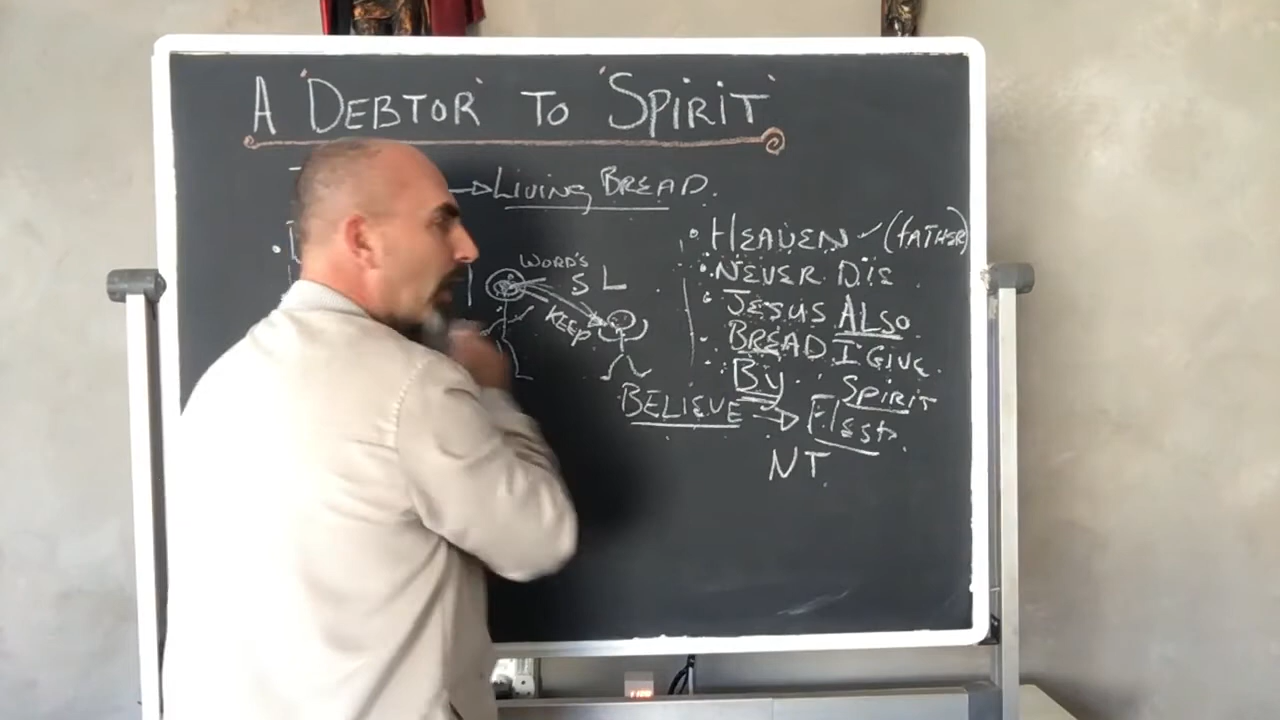 A DEBTOR TO SPIRIT
LIVING BREAD.
WORD'S
S L
KEEP
• HEAVEN (FATHER)
• NEVER DIE
• JESUS ALSO
• BREAD I GIVE
• By SPIRIT
BELIEVE Flesh.
NT